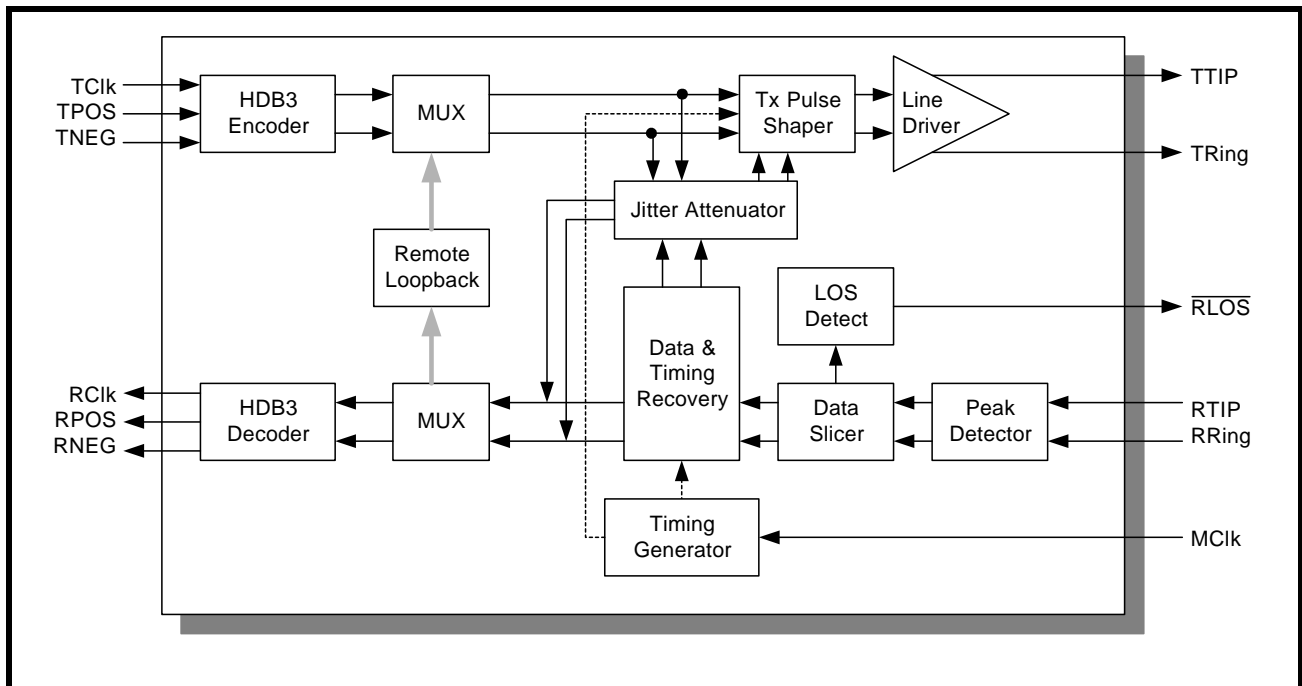 TClk
TPOS
TNEG
HDB3
Encoder
MUX
Tx Pulse
Shaper
Line
Driver
TTIP
TRing
Jitter Attenuator
Remote
Loopback
LOS
Detect
RLOS
Data &
Timing
Recovery
RClk
RPOS
RNEG
HDB3
Decoder
MUX
Data
Slicer
Peak
Detector
RTIP
RRing
Timing
Generator
MClk